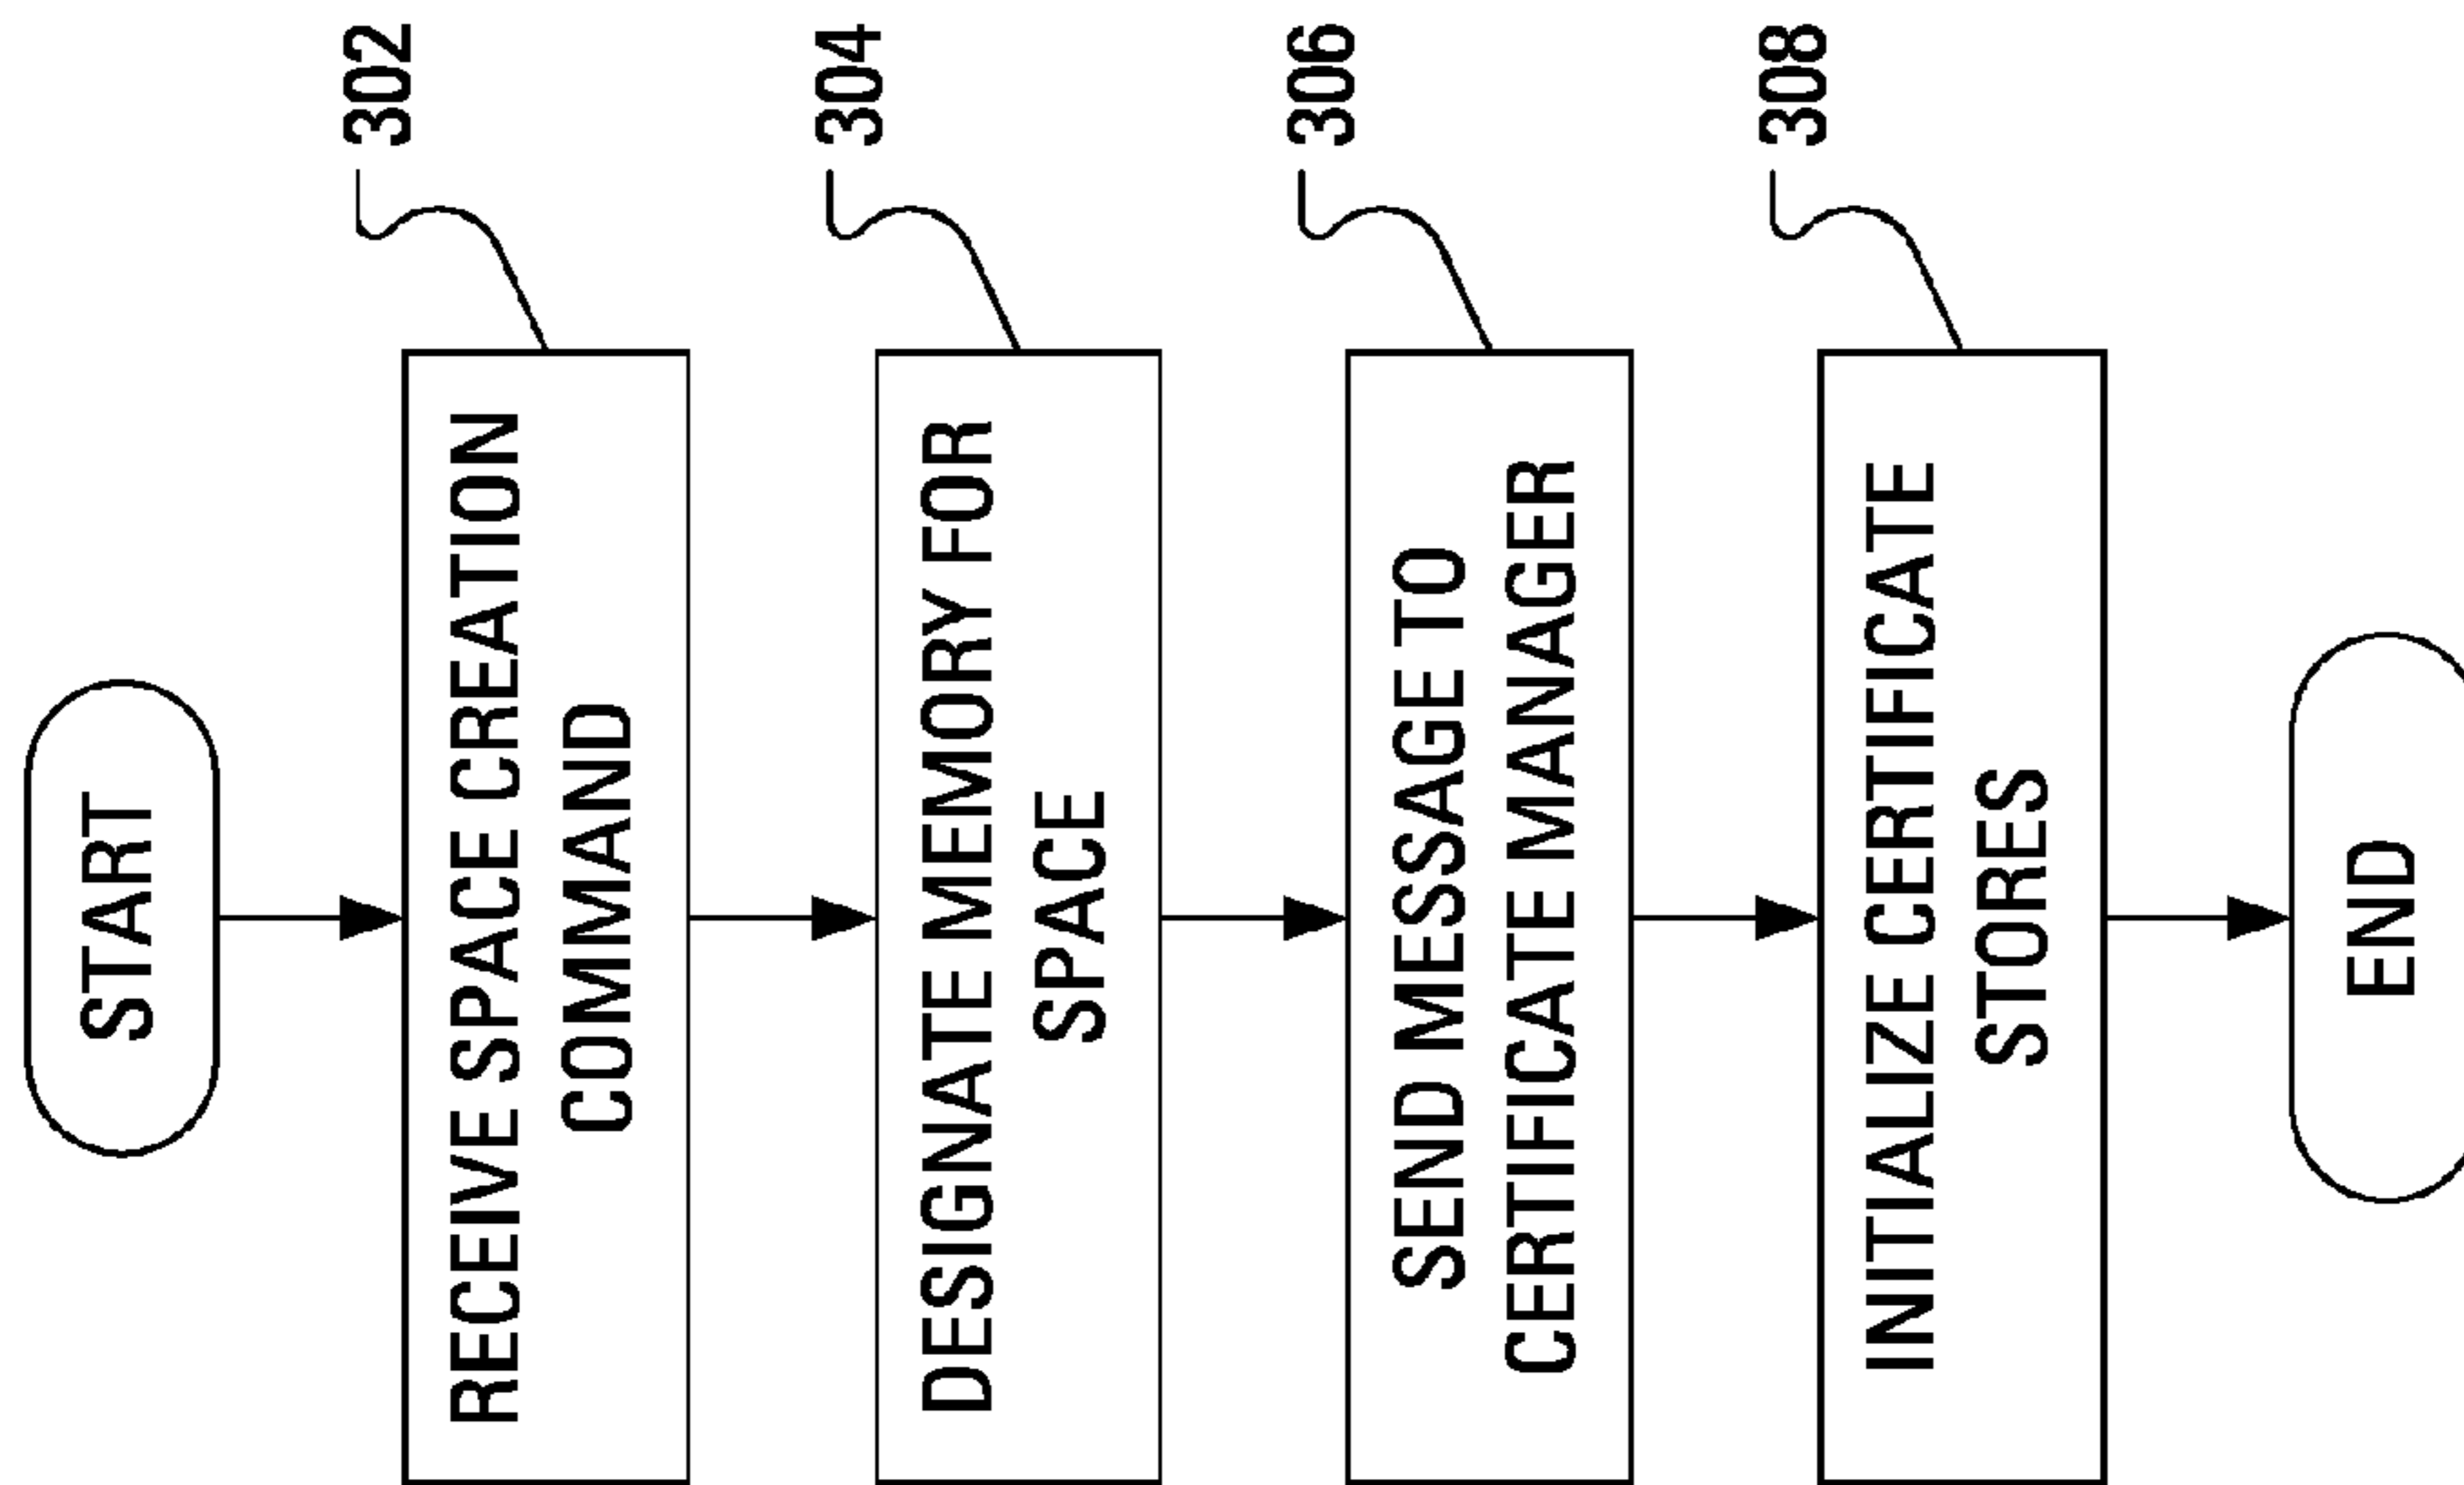 START
302
RECEIVE SPACE CREATION
COMMAND
304
DESIGNATE MEMORY FOR
SPACE
306
SEND MESSAGE TO
CERTIFICATE MANAGER
308
INITIALIZE CERTIFICATE
STORES
END